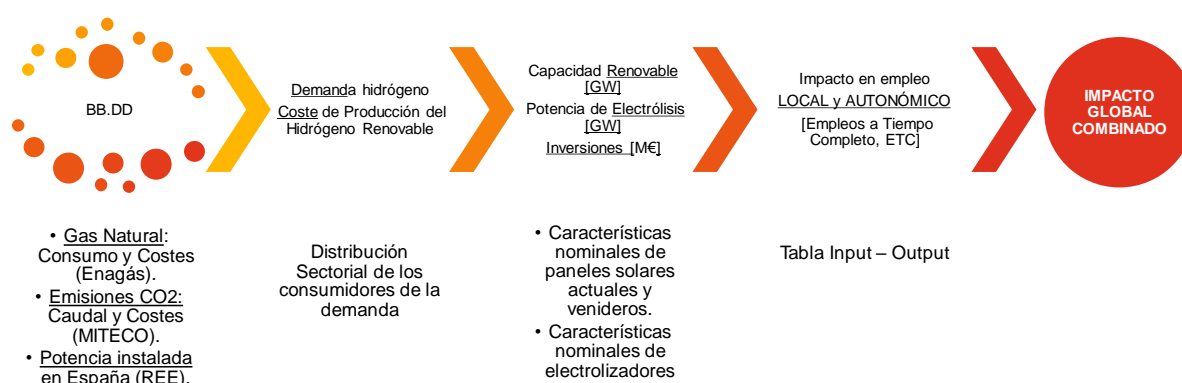 BB.DD
Demanda hidrógeno
Coste de Producción del
Hidrógeno Renovable
Capacidad Renovable
[GW]
Potencia de Electrólisis
[GW]
Inversiones [M€]
Impacto en empleo
LOCAL y AUTONÓMICO
[Empleos a Tiempo
Completo, ETC]
IMPACTO
GLOBAL
COMBINADO
• Gas Natural:
Consumo y Costes
(Enagás).
• Emisiones CO2:
Caudal y Costes
(MITECO).
• Potencia instalada
en España (REE).
Distribución
Sectorial de los
consumidores de la
demanda
• Características
nominales de
paneles solares
actuales y
venideros.
• Características
nominales de
electrolizadores
Tabla Input – Output